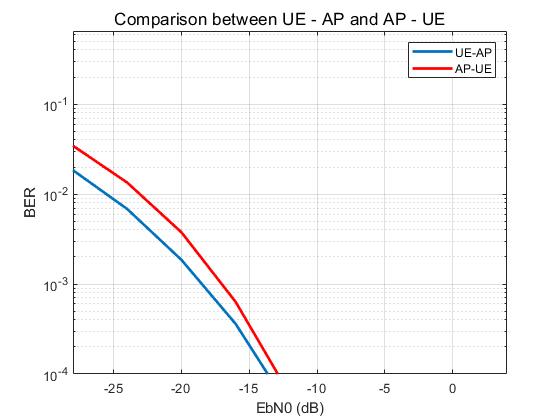 Comparison between UE - AP and AP - UE
UE-AP
AP-UE
10^-1
10^-2
10^-3
10^-4
BER
-25 -20 -15 -10 -5 0
EbN0 (dB)